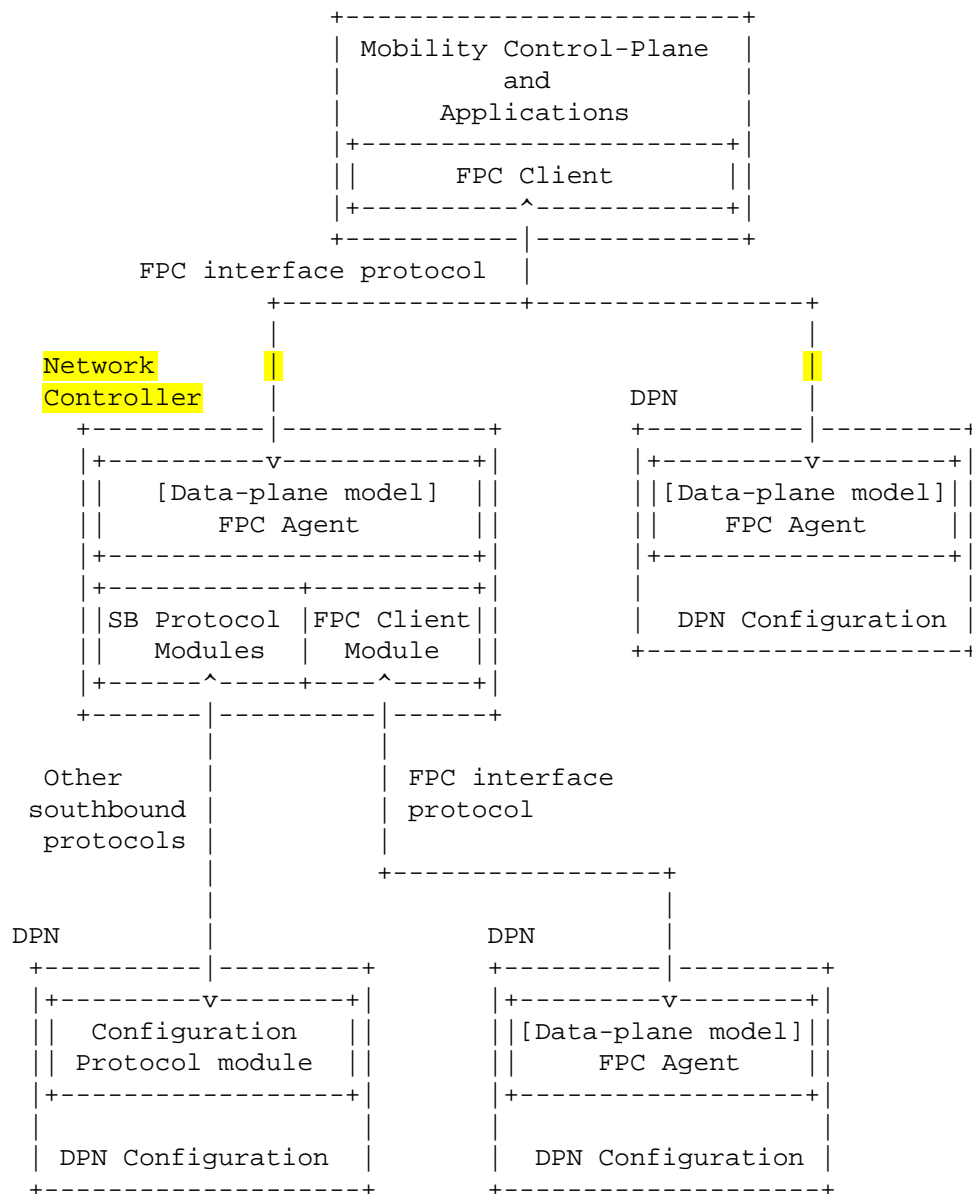 Mobility Control-Plane
and
Applications
FPC Client
FPC interface protocol
Network
Controller
DPN
[Data-plane model]
FPC Agent
[Data-plane model]
FPC Agent
SB Protocol
Modules
FPC Client
Module
DPN Configuration
Other
southbound
protocols
FPC interface
protocol
DPN
DPN
Configuration
Protocol module
[Data-plane model]
FPC Agent
DPN Configuration
DPN Configuration